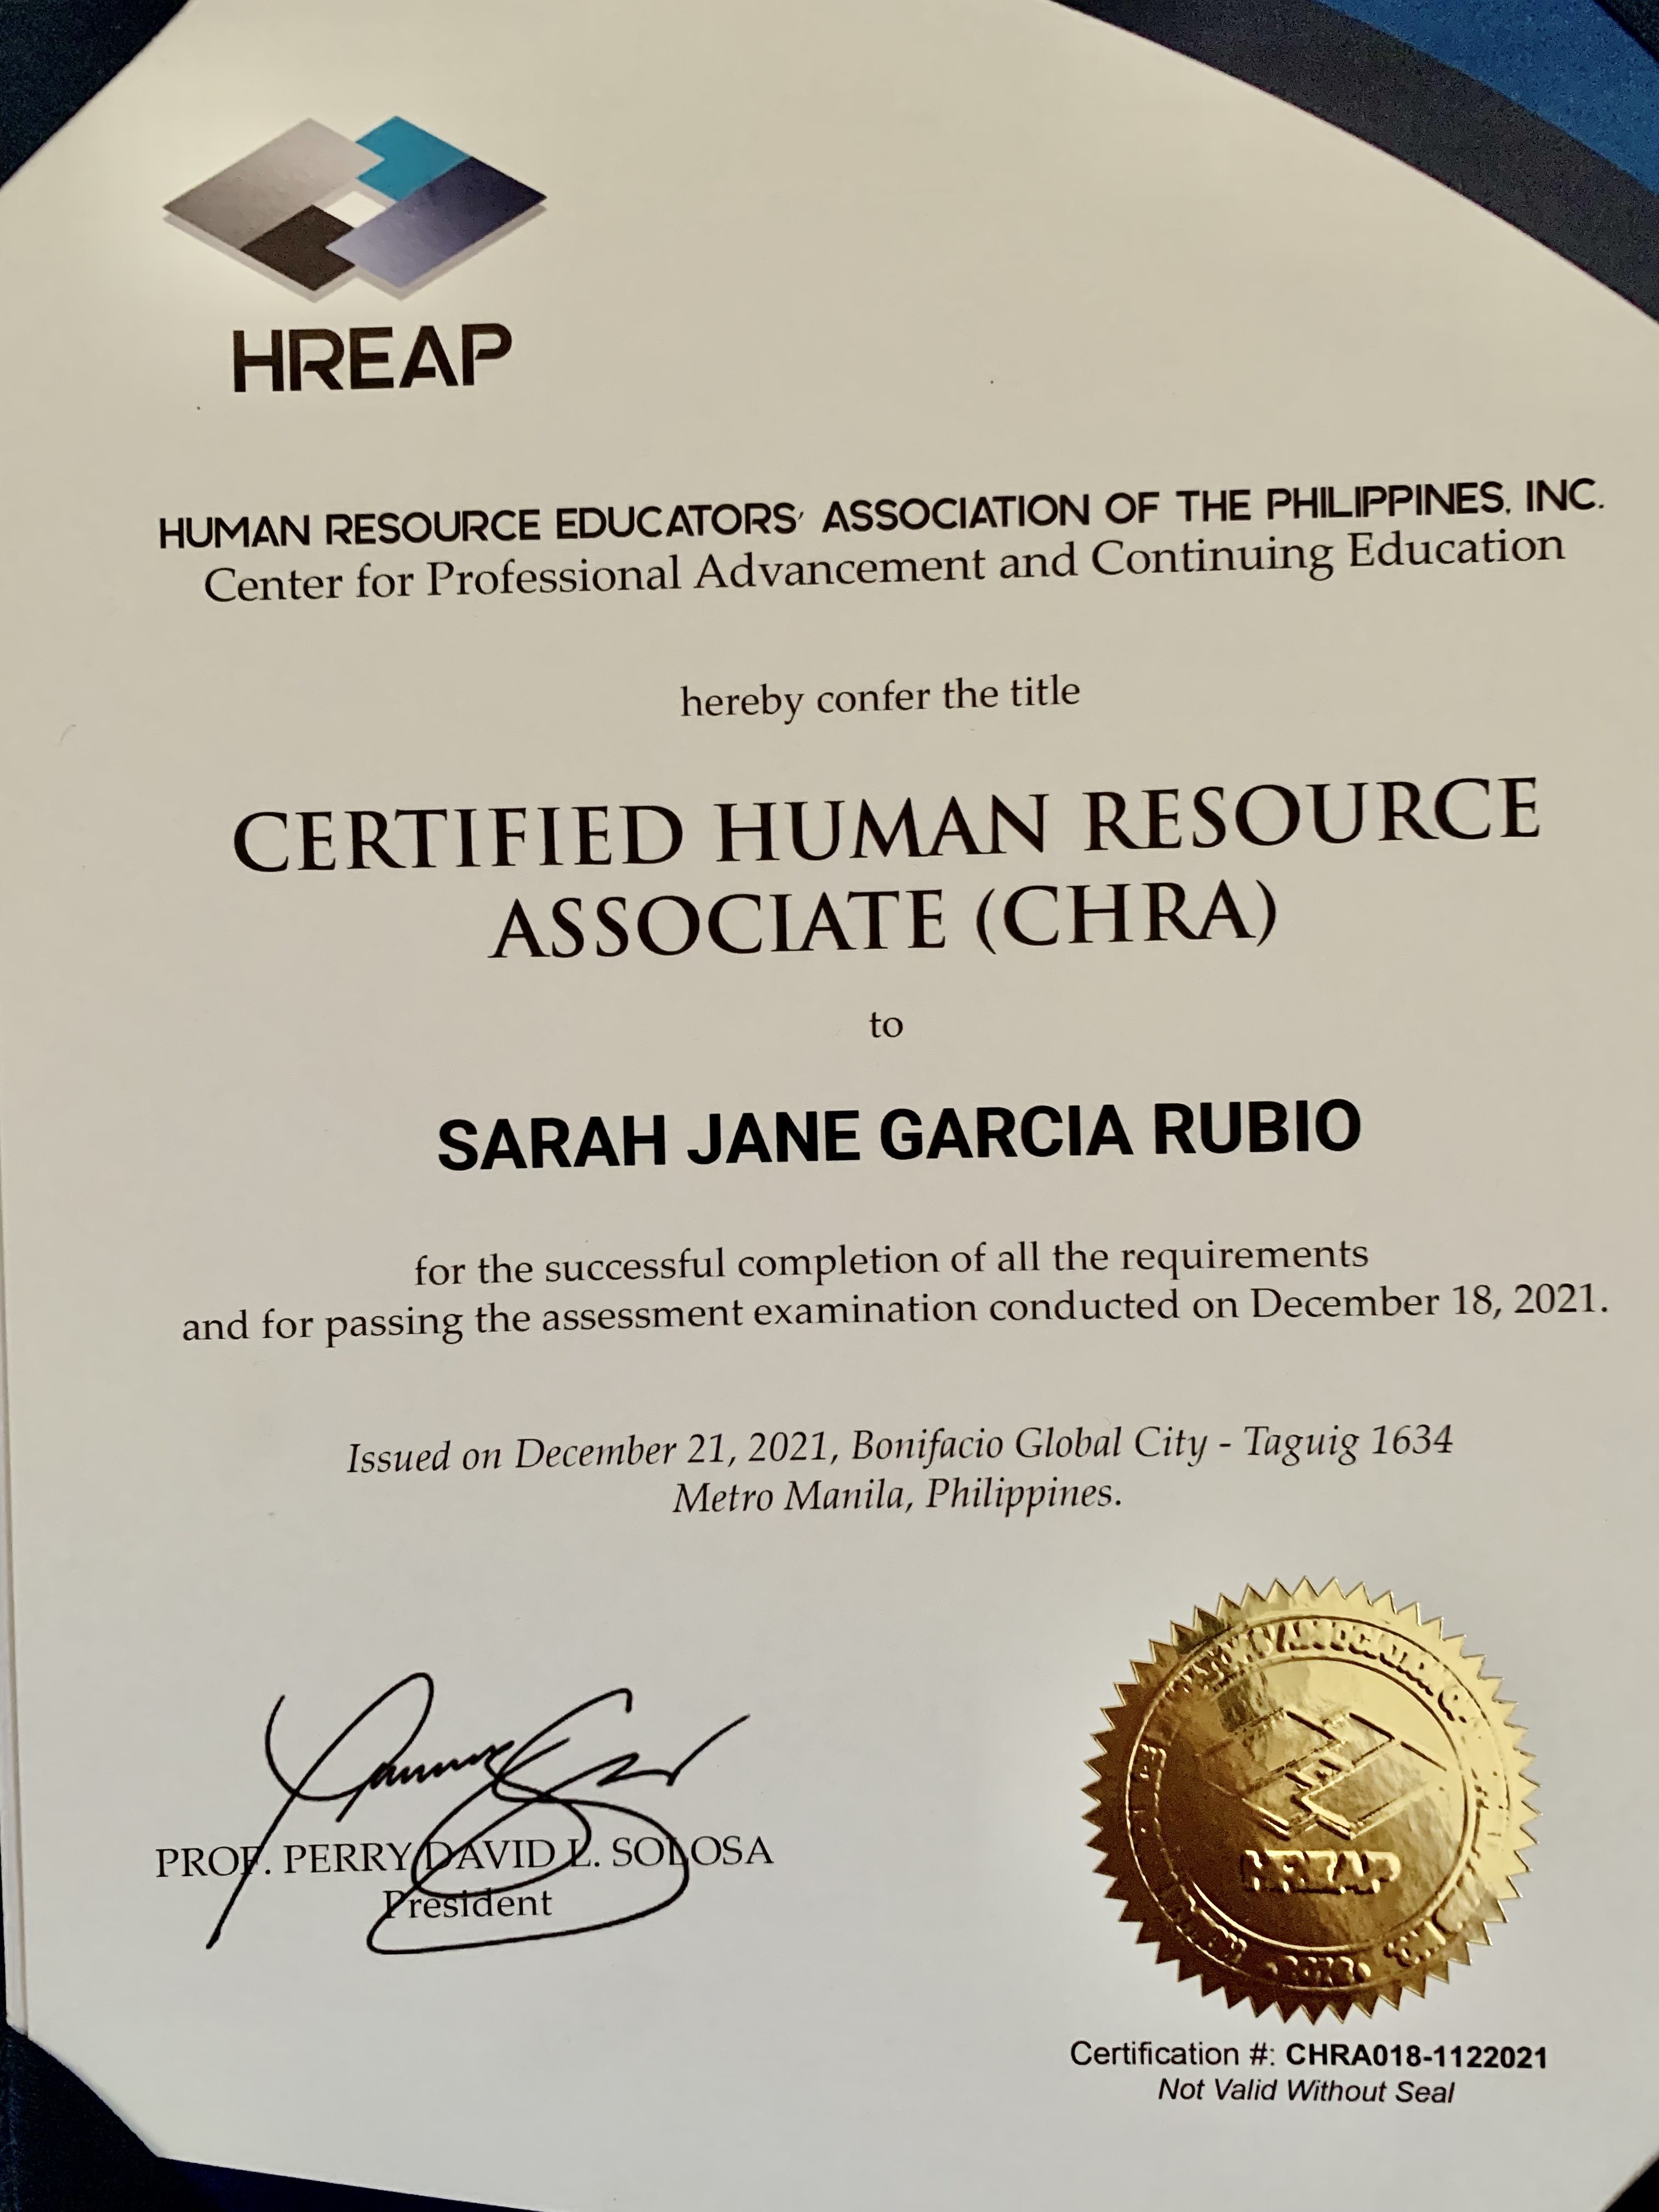 HREAP
HUMAN RESOURCE EDUCATORS' ASSOCIATION OF THE PHILIPPINES, INC.
Center for Professional Advancement and Continuing Education
hereby confer the title
CERTIFIED HUMAN RESOURCE
ASSOCIATE (CHRA)
to
SARAH JANE GARCIA RUBIO
for the successful completion of all the requirements
and for passing the assessment examination conducted on December 18, 2021.
Issued on December 21, 2021, Bonifacio Global City - Taguig 1634
Metro Manila, Philippines.
PROF. PERRY DAVID L. SOLOSA
President
ASSOCIATION OF
HREAP
Certification #: CHRA018-1122021
Not Valid Without Seal